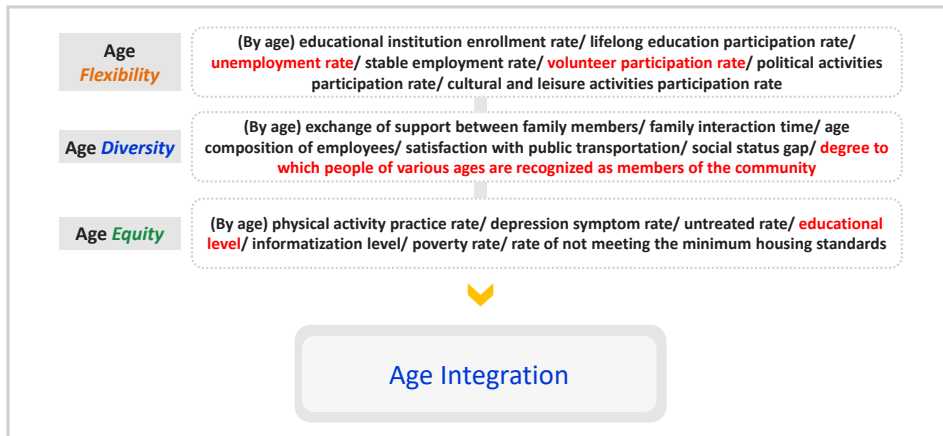 Age
Flexibility
(By age) educational institution enrollment rate/ lifelong education participation rate/
unemployment rate/ stable employment rate/ volunteer participation rate/ political activities
participation rate/ cultural and leisure activities participation rate
Age Diversity
(By age) exchange of support between family members/ family interaction time/ age
composition of employees/ satisfaction with public transportation/ social status gap/ degree to
which people of various ages are recognized as members of the community
Age Equity
(By age) physical activity practice rate/ depression symptom rate/ untreated rate/ educational
level/ informatization level/ poverty rate/ rate of not meeting the minimum housing standards
Age Integration